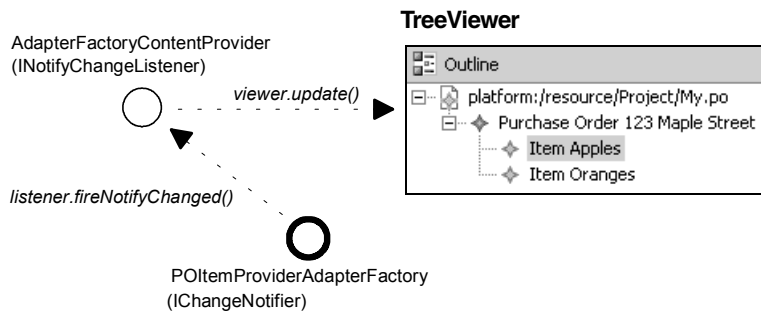 TreeViewer
AdapterFactoryContentProvider
(INotifyChangeListener)
viewer.update()
Outline
platform:/resource/Project/My.po
Purchase Order 123 Maple Street
Item Apples
Item Oranges
listener.fireNotifyChanged()
POItemProviderAdapterFactory
(IChangeNotifier)